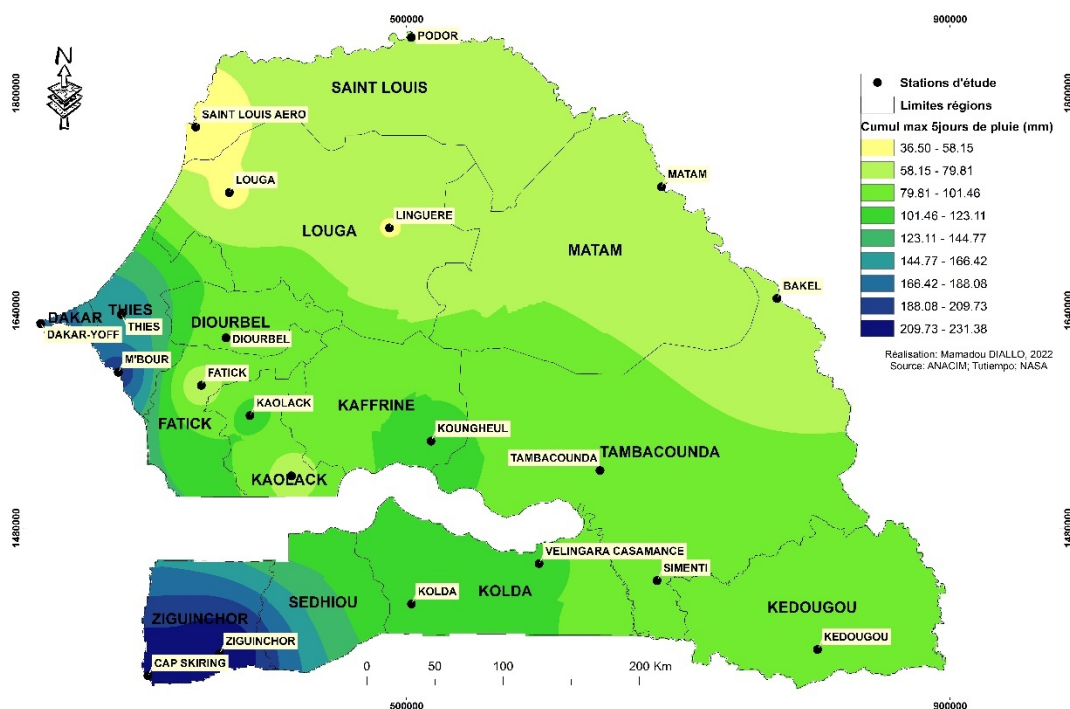 500000
900000
PODOR
N
SAINT LOUIS
1800000
1800000
Stations d'étude
Limites régions
Cumul max 5jours de pluie (mm)
36.50 - 58.15
58.15 - 79.81
79.81 - 101.46
101.46 - 123.11
123.11 - 144.77
144.77 - 166.42
166.42 - 188.08
188.08 - 209.73
209.73 - 231.38
SAINT LOUIS AERO
MATAM
LOUGA
LINGUERE
LOUGA
MATAM
BAKEL
1640000
1640000
DAKAR
THIES
THIES
DAKAR-YOFF
DIOURBEL
DIOURBEL
M'BOUR
Réalisation: Mamadou DIALLO, 2022
Source: ANACIM; Tutiempo; NASA
FATICK
KAOLACK
KAFFRINE
FATICK
KOUNGHEUL
TAMBACOUNDA
TAMBACOUNDA
KAOLACK
1480000
1480000
VELINGARA CASAMANCE
SIMENTI
SEDHIOU
KOLDA
KOLDA
KEDOUGOU
ZIGUINCHOR
ZIGUINCHOR
KEDOUGOU
CAP SKIRING
0 50 100 200 Km
500000
900000